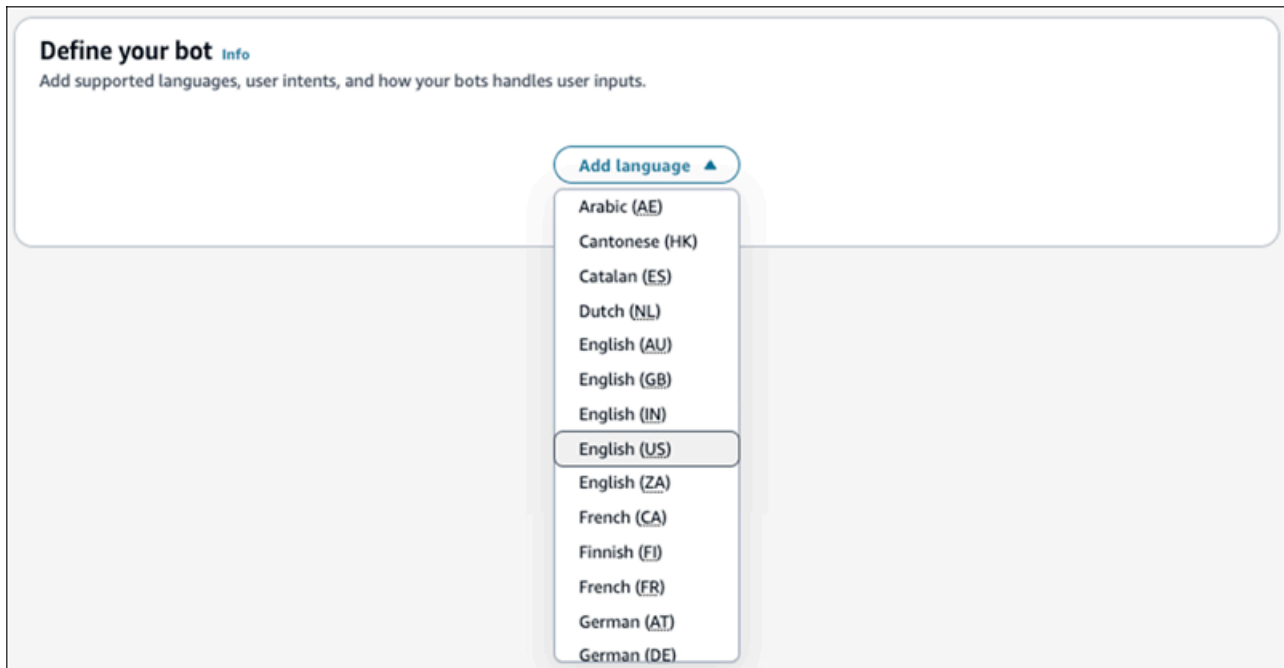 Define your bot Info
Add supported languages, user intents, and how your bots handles user inputs.
Add language
Arabic (AE)
Cantonese (HK)
Catalan (ES)
Dutch (NL)
English (AU)
English (GB)
English (IN)
English (US)
English (ZA)
French (CA)
Finnish (FI)
French (FR)
German (AT)
German (DE)